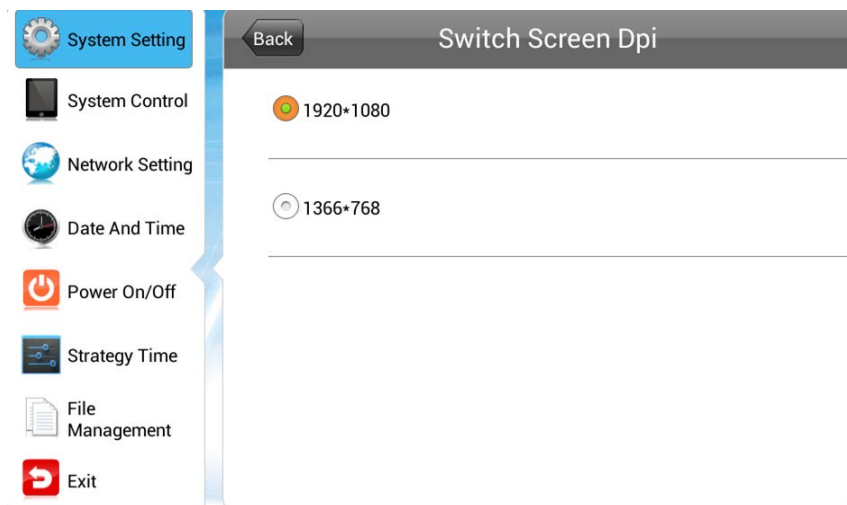 System Setting
System Control
Network Setting
Date And Time
Power On/Off
Strategy Time
File
Management
Exit
Back
Switch Screen Dpi
1920*1080
1366*768